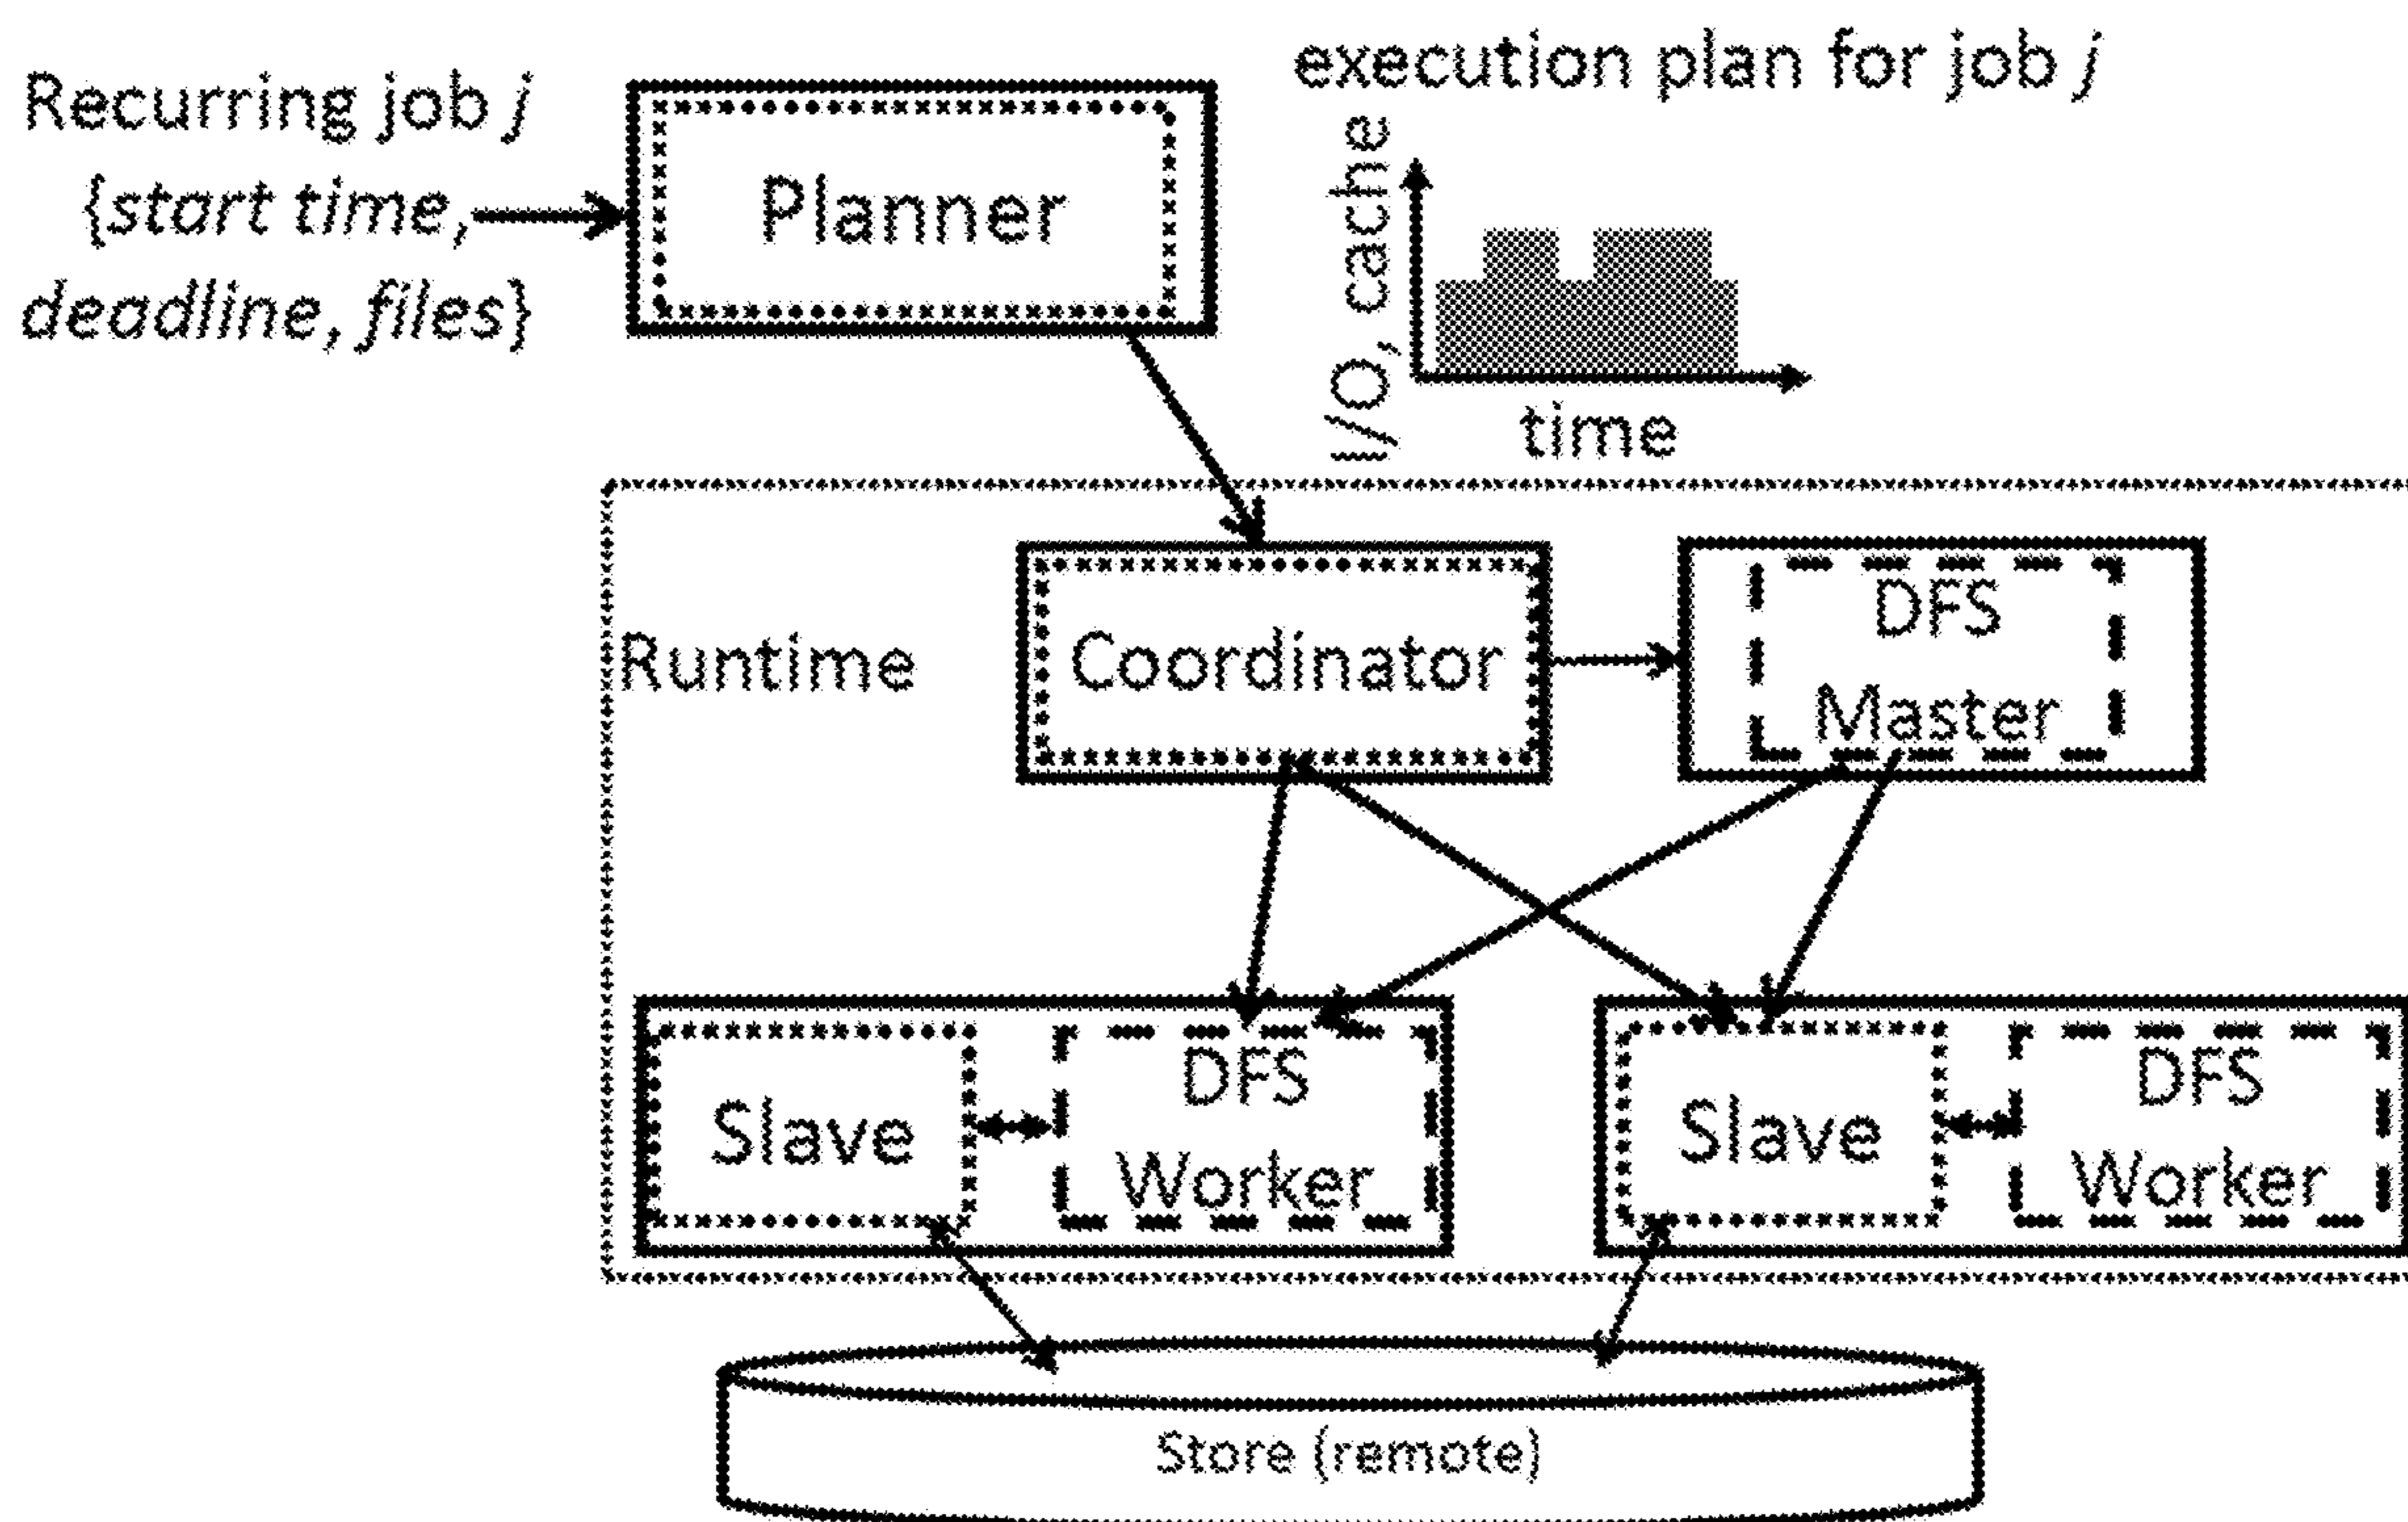 Recurring job j
{start time,
deadline, files}
Planner
execution plan for job j
I/O, cache
time
Runtime
Coordinator
DFS
Master
Slave
DFS
Worker
Slave
DFS
Worker
Store (remote)